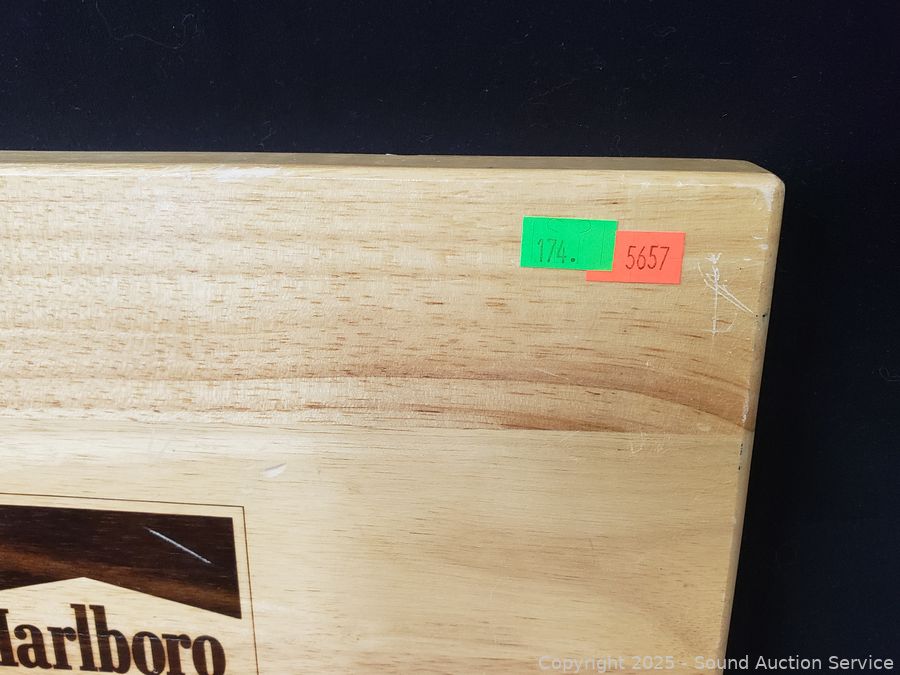 174.
5657
Marlboro
Copyright 2025 - Sound Auction Service